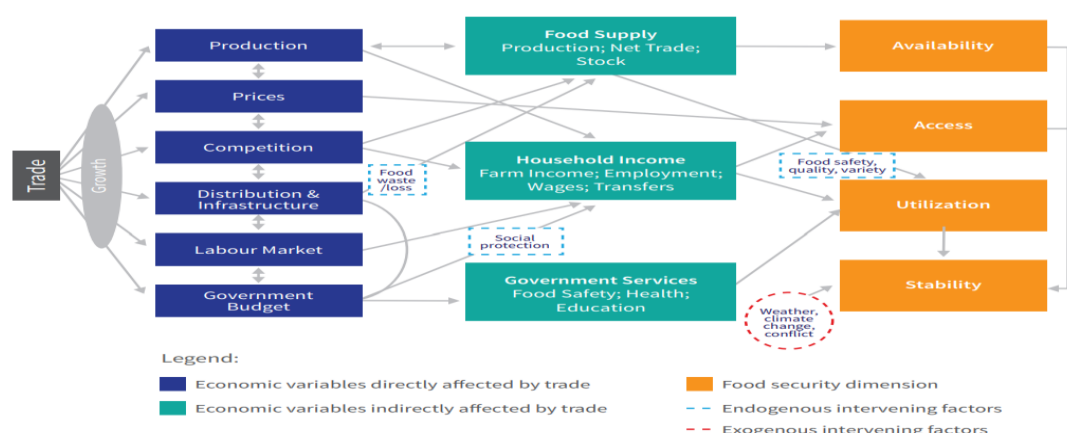 Trade
Growth
Production
Prices
Competition
Distribution &
Infrastructure
Labour Market
Government
Budget
Food
waste
/loss
Social
protection
Food Supply
Production; Net Trade;
Stock
Household Income
Farm Income; Employment;
Wages; Transfers
Government Services
Food Safety; Health;
Education
Food safety,
quality, variety
Weather,
climate
change,
conflict
Availability
Access
Utilization
Stability
Legend:
Economic variables directly affected by trade
Economic variables indirectly affected by trade
Food security dimension
Endogenous intervening factors
Exogenous intervening factors